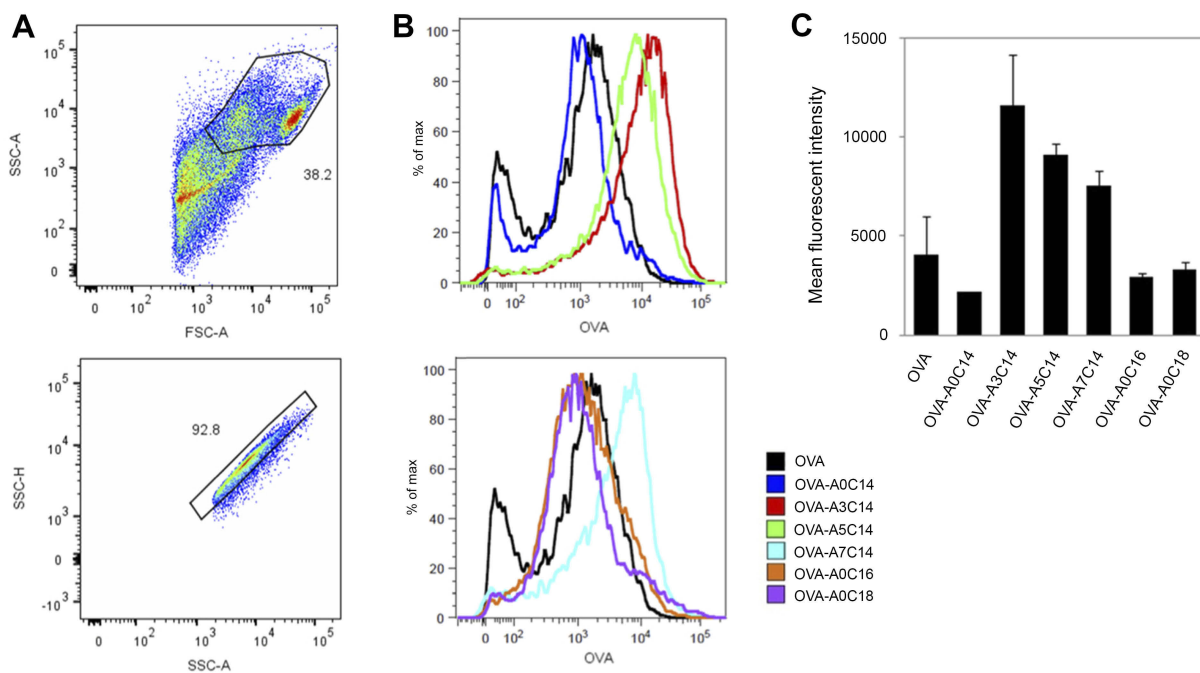 A
SSC-A
10^5
10^4
10^3
10^2
0
38.2
0 10^2 10^3 10^4 10^5
FSC-A
SSC-H
10^5
10^4
10^3
0
-10^3
92.8
0 10^2 10^3 10^4 10^5
SSC-A
B
% of max
100
80
60
40
20
0
0 10^2 10^3 10^4 10^5
OVA
% of max
100
80
60
40
20
0
0 10^2 10^3 10^4 10^5
OVA
OVA
OVA-A0C14
OVA-A3C14
OVA-A5C14
OVA-A7C14
OVA-A0C16
OVA-A0C18
C
Mean fluorescent intensity
15000
10000
5000
0
OVA
OVA-A0C14
OVA-A3C14
OVA-A5C14
OVA-A7C14
OVA-A0C16
OVA-A0C18